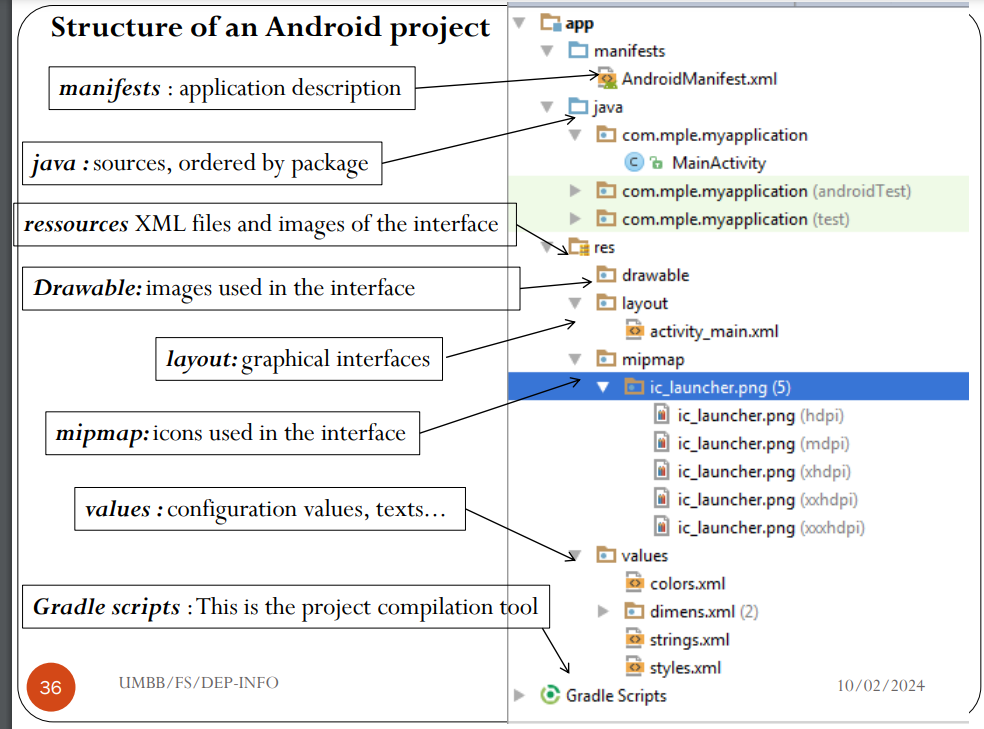 Structure of an Android project
manifests : application description
java : sources, ordered by package
ressources XML files and images of the interface
Drawable: images used in the interface
layout: graphical interfaces
mipmap: icons used in the interface
values : configuration values, texts…
Gradle scripts : This is the project compilation tool
36
UMBB/FS/DEP-INFO
app
manifests
AndroidManifest.xml
java
com.mple.myapplication
C MainActivity
com.mple.myapplication (androidTest)
com.mple.myapplication (test)
res
drawable
layout
activity_main.xml
mipmap
ic_launcher.png (5)
ic_launcher.png (hdpi)
ic_launcher.png (mdpi)
ic_launcher.png (xhdpi)
ic_launcher.png (xxhdpi)
ic_launcher.png (xxxhdpi)
values
colors.xml
dimens.xml (2)
strings.xml
styles.xml
Gradle Scripts
10/02/2024